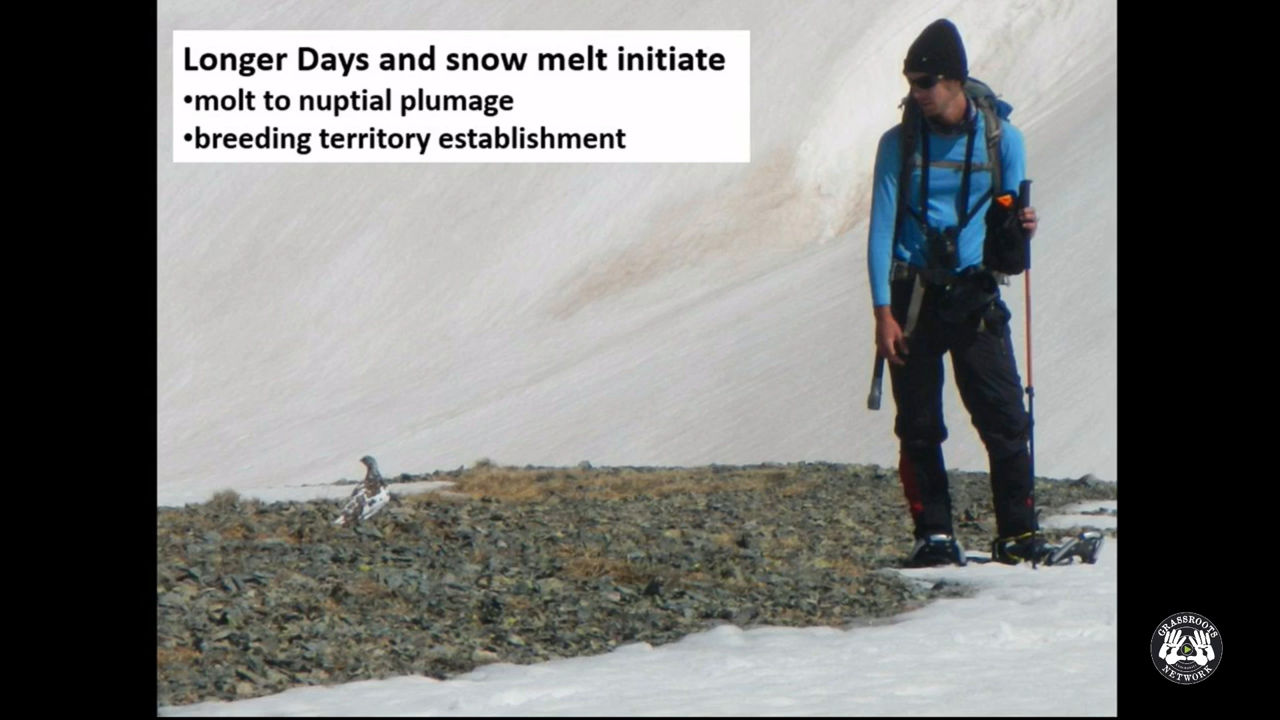 Longer Days and snow melt initiate
•molt to nuptial plumage
•breeding territory establishment
GRASSROOTS
NETWORK